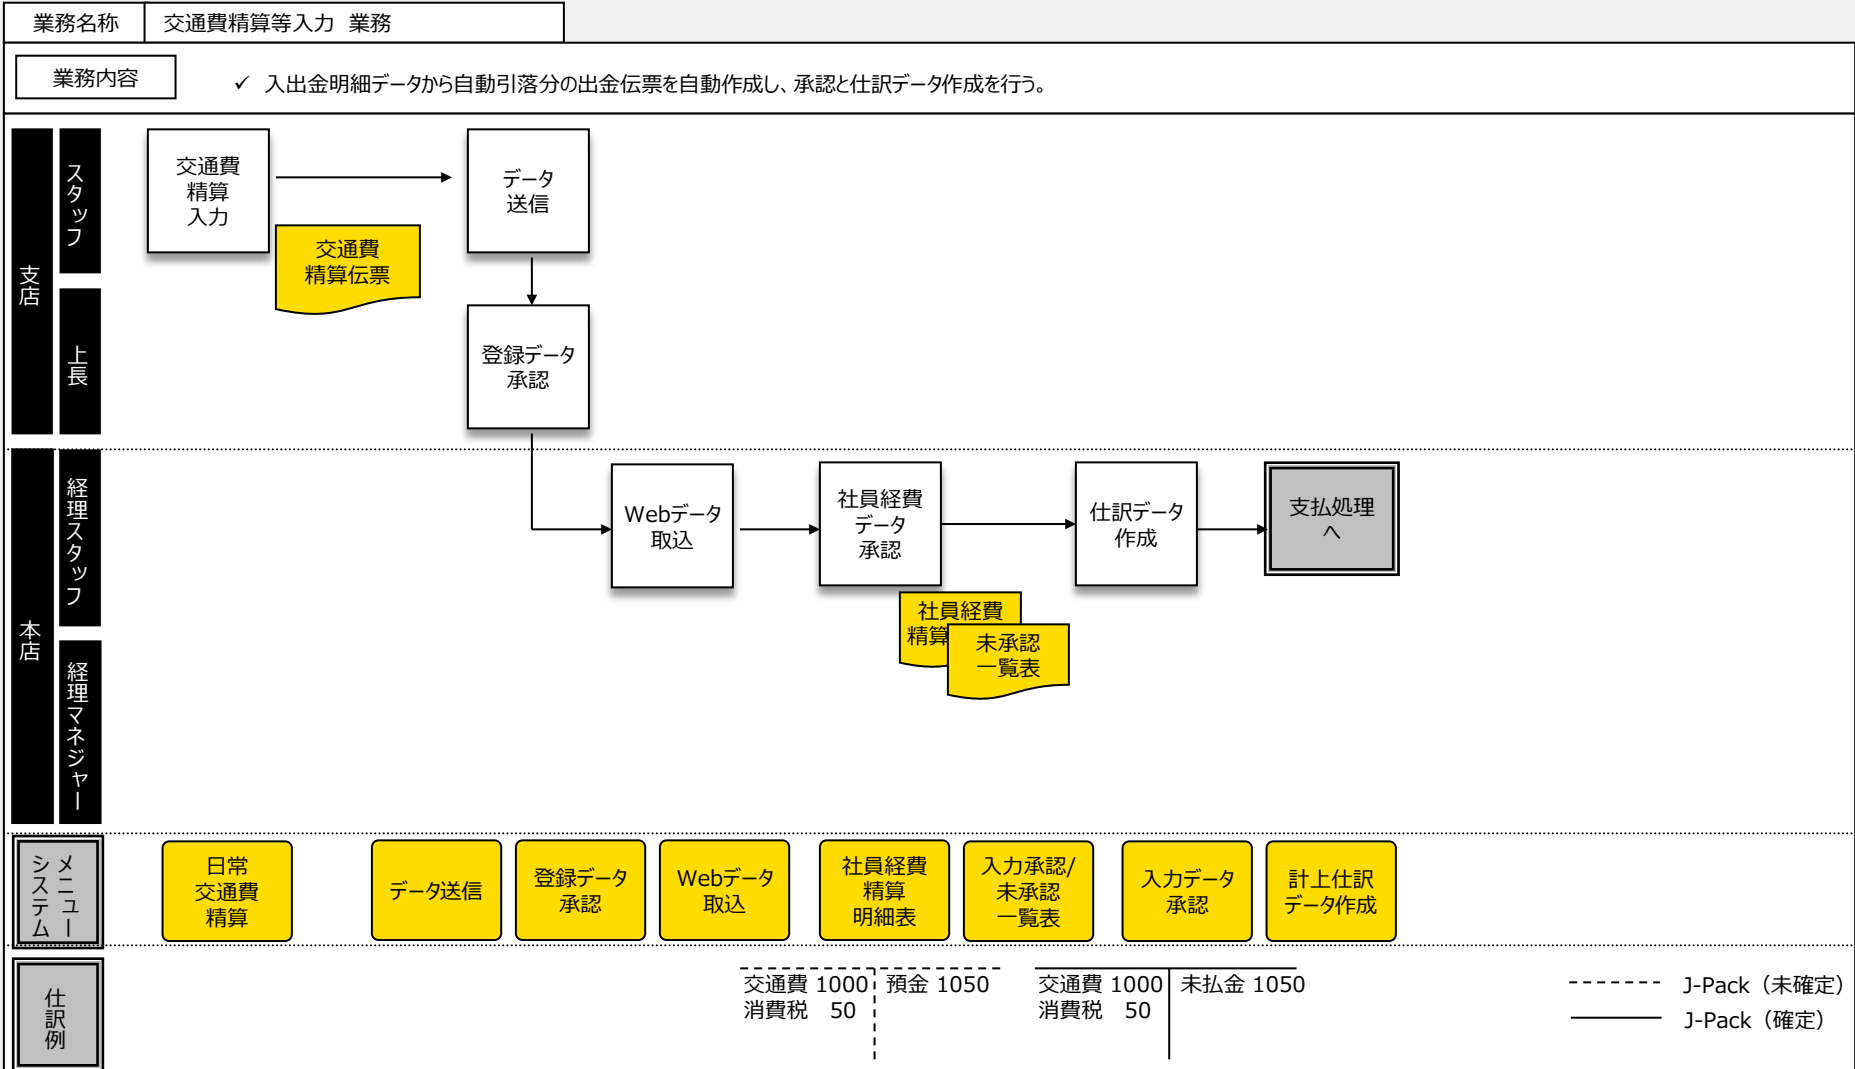 業務名称
交通費精算等入力 業務
業務内容
✓ 入出金明細データから自動引落分の出金伝票を自動作成し、承認と仕訳データ作成を行う。
支店
スタッフ
上長
交通費
精算
入力
交通費
精算伝票
データ
送信
登録データ
承認
本店
経理スタッフ
経理マネジャー
Webデータ
取込
社員経費
データ
承認
社員経費
精算
未承認
一覧表
仕訳データ
作成
支払処理
へ
メニュー
システム
日常
交通費
精算
データ送信
登録データ
承認
Webデータ
取込
社員経費
精算
明細表
入力承認/
未承認
一覧表
入力データ
承認
計上仕訳
データ作成
仕訳例
交通費 1000 預金 1050
消費税 50
交通費 1000 未払金 1050
消費税 50
J-Pack（未確定）
J-Pack（確定）